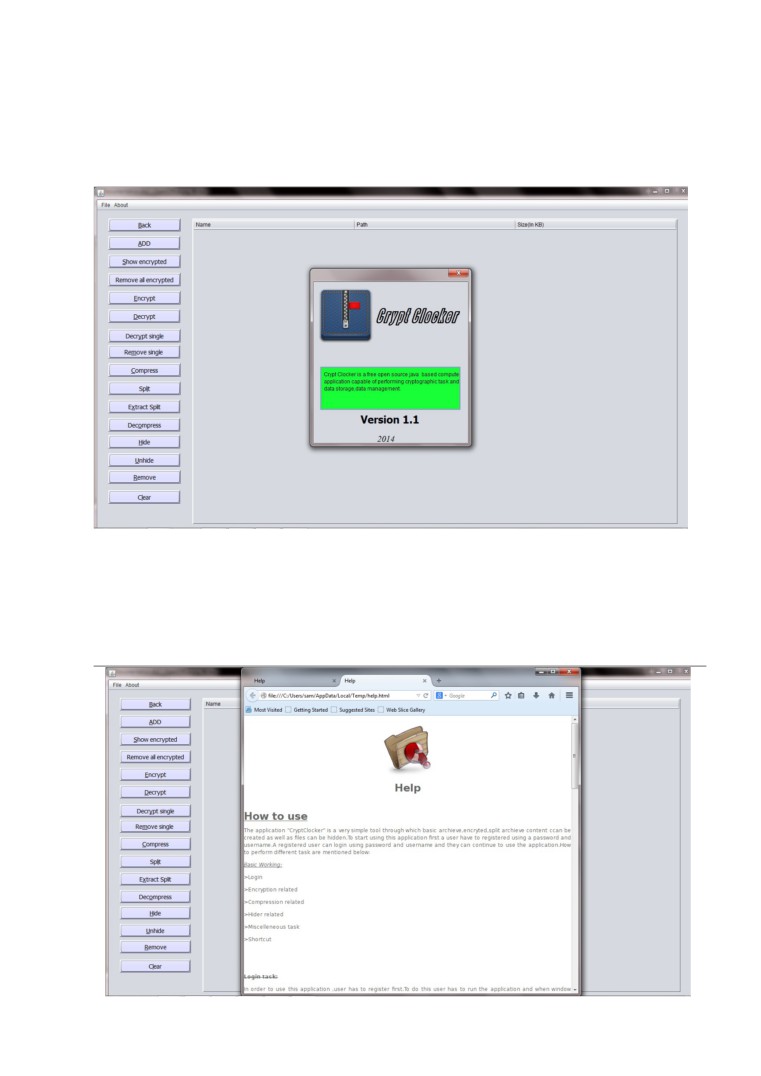 File About
Name Path Size(in KB)
Back
ADD
Show encrypted
Remove all encrypted
Encrypt
Decrypt
Decrypt single
Remove single
Compress
Split
Extract Split
Decompress
Hide
Unhide
Remove
Clear
Crypt Clocker
Crypt Clocker is a free open source java based compute
application capable of performing cryptographic task and
data storage,data management.
Version 1.1
2014
File About
Name
Back
ADD
Show encrypted
Remove all encrypted
Encrypt
Decrypt
Decrypt single
Remove single
Compress
Split
Extract Split
Decompress
Hide
Unhide
Remove
Clear
Help Help
file:///C:/Users/sam/AppData/Local/Temp/help.html Google
Most Visited Getting Started Suggested Sites Web Slice Gallery
Help
How to use
The application "CryptClocker" is a very simple tool through which basic archieve,encryted,split archieve content ccan be
created as well as files can be hidden.To start using this application first a user have to registered using a password and
username.A registered user can login using password and username and they can continue to use the application.How
to perform different task are mentioned below:
Basic Working:-
>Login
>Encryption related
>Compression related
>Hider related
>Miscelleneous task
>Shortcut
Login task:
In order to use this application ,user has to register first.To do this user has to run the application and when window